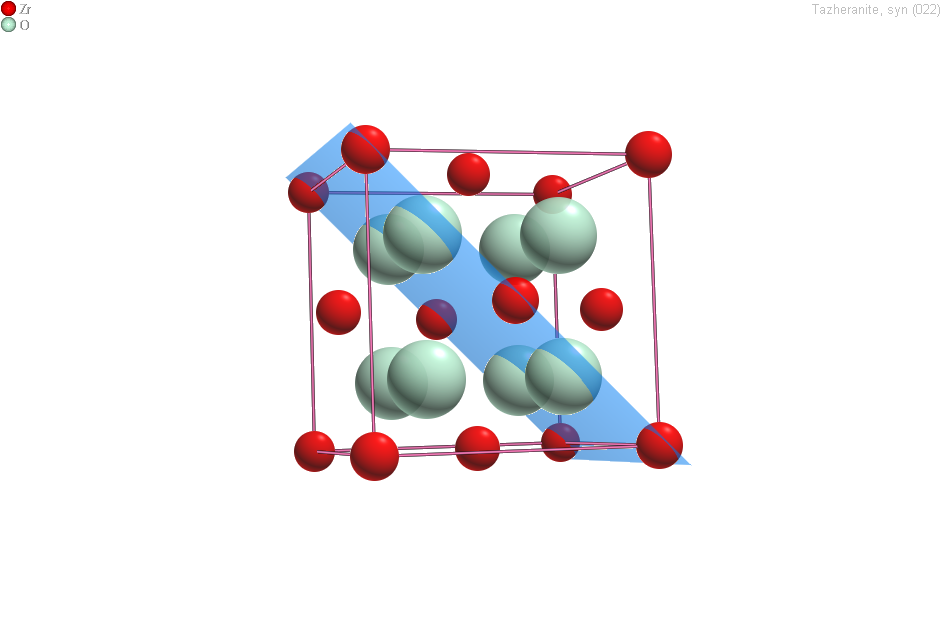 Zr
O
Tazheranite, syn (022)